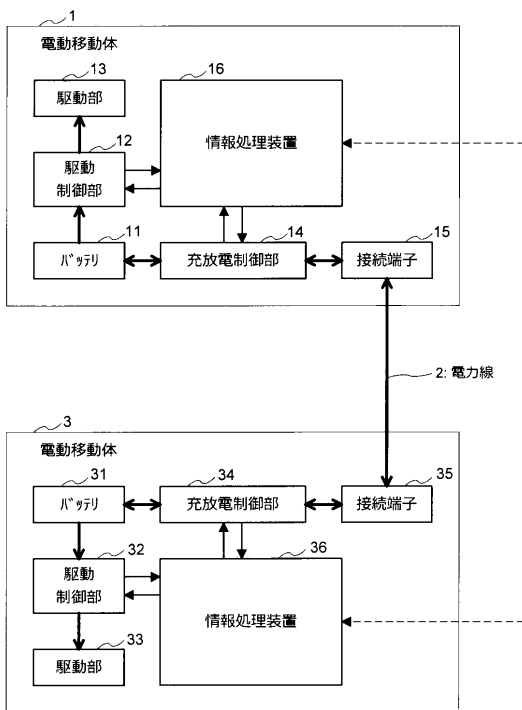 1
電動移動体
13
駆動部
16
情報処理装置
12
駆動
制御部
11
バッテリ
14
充放電制御部
15
接続端子
2: 電力線
3
電動移動体
31
バッテリ
34
充放電制御部
35
接続端子
32
駆動
制御部
36
情報処理装置
33
駆動部